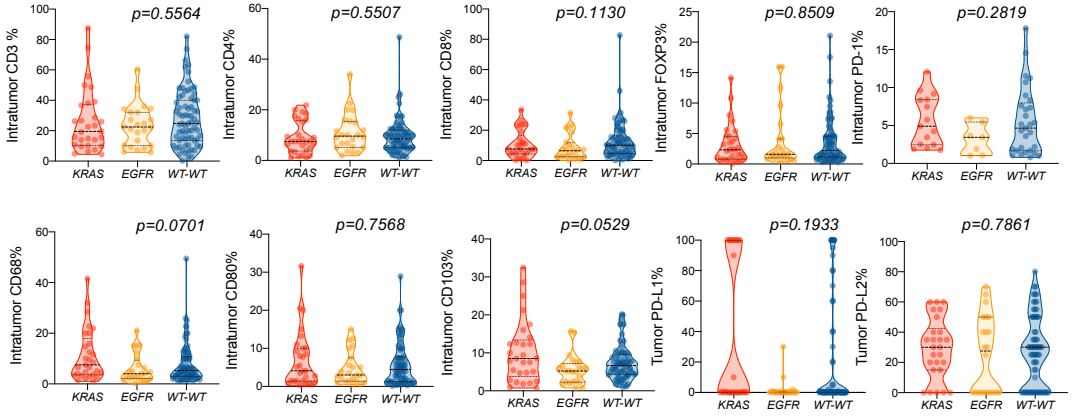 p=0.5564
Intratumor CD3 %
100
80
60
40
20
0
KRAS EGFR WT-WT
p=0.5507
Intratumor CD4%
60
40
20
0
KRAS EGFR WT-WT
p=0.1130
Intratumor CD8%
100
80
60
40
20
0
KRAS EGFR WT-WT
p=0.8509
Intratumor FOXP3%
25
20
15
10
5
0
KRAS EGFR WT-WT
p=0.2819
Intratumor PD-1%
20
15
10
5
0
KRAS EGFR WT-WT
p=0.0701
Intratumor CD68%
60
40
20
0
KRAS EGFR WT-WT
p=0.7568
Intratumor CD80%
40
30
20
10
0
KRAS EGFR WT-WT
p=0.0529
Intratumor CD103%
40
30
20
10
0
KRAS EGFR WT-WT
p=0.1933
Tumor PD-L1%
100
80
60
40
20
0
KRAS EGFR WT-WT
p=0.7861
Tumor PD-L2%
100
80
60
40
20
0
KRAS EGFR WT-WT